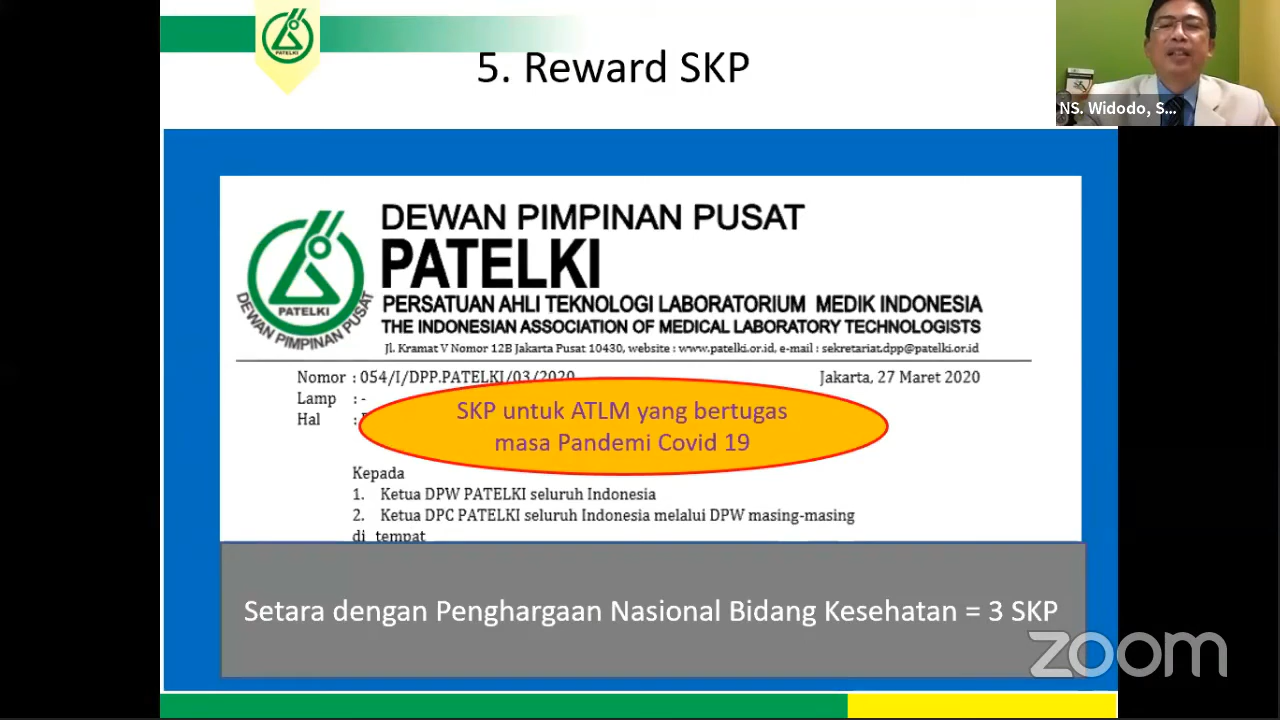 PATELKI
5. Reward SKP
NS. Widodo, S...
DEWAN PIMPINAN PUSAT
PATELKI
PERSATUAN AHLI TEKNOLOGI LABORATORIUM MEDIK INDONESIA
THE INDONESIAN ASSOCIATION OF MEDICAL LABORATORY TECHNOLOGISTS
Jl. Kramat V Nomor 12B Jakarta Pusat 10430, website : www.patelki.or.id, e-mail : sekretariat.dpp@patelki.or.id
PATELKI
DEWAN PIMPINAN PUSAT
Nomor : 054/I/DPP.PATELKI/03/2020 Jakarta, 27 Maret 2020
Lamp : -
Hal :
SKP untuk ATLM yang bertugas
masa Pandemi Covid 19
Kepada
1. Ketua DPW PATELKI seluruh Indonesia
2. Ketua DPC PATELKI seluruh Indonesia melalui DPW masing-masing
di tempat
Setara dengan Penghargaan Nasional Bidang Kesehatan = 3 SKP
zoom